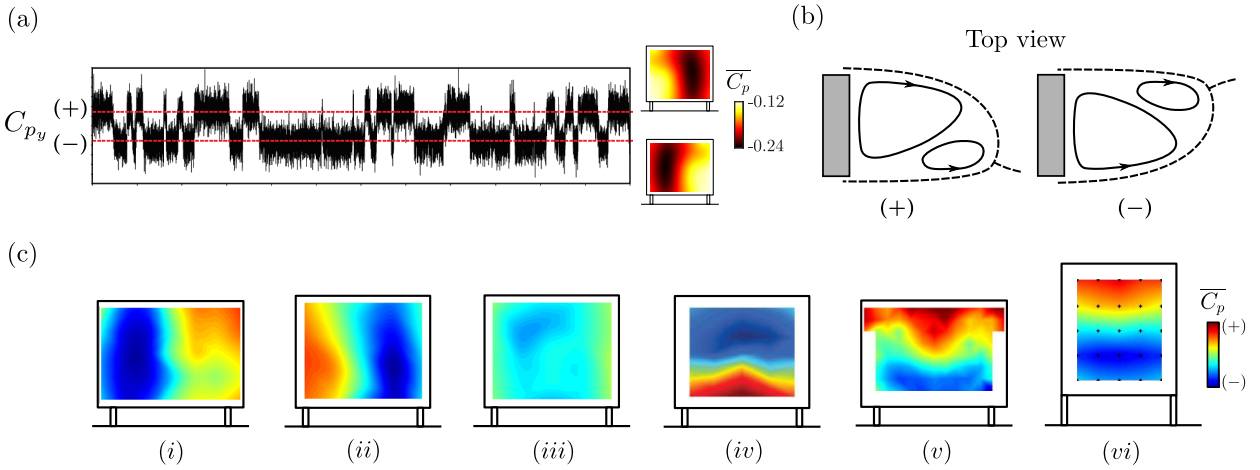 (a)
(b)
Top view
C_{p_y}
(+)
(−)
\overline{C_p}
-0.12
-0.24
(+)
(−)
(c)
\overline{C_p}
(+)
(−)
(i)
(ii)
(iii)
(iv)
(v)
(vi)